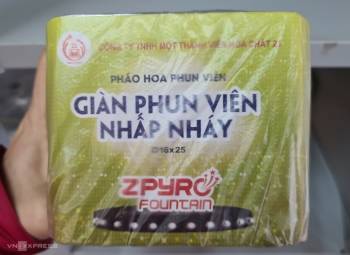 CÔNG TY TNHH MỘT THÀNH VIÊN HÓA CHẤT 21
PHÁO HOA PHUN VIÊN
GIÀN PHUN VIÊN
NHẤP NHÁY
Ø16x25
ZPYRO
FOUNTAIN
VNEXPRESS